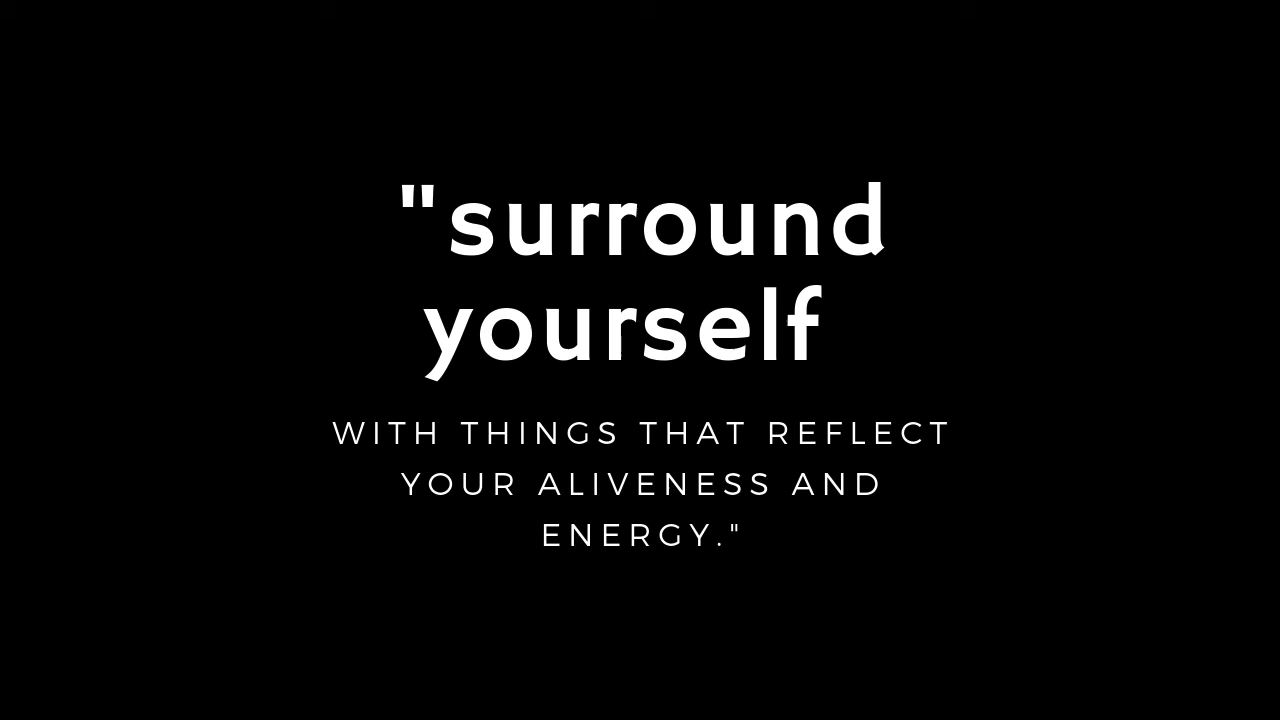 "surround
yourself
WITH THINGS THAT REFLECT
YOUR ALIVENESS AND
ENERGY."